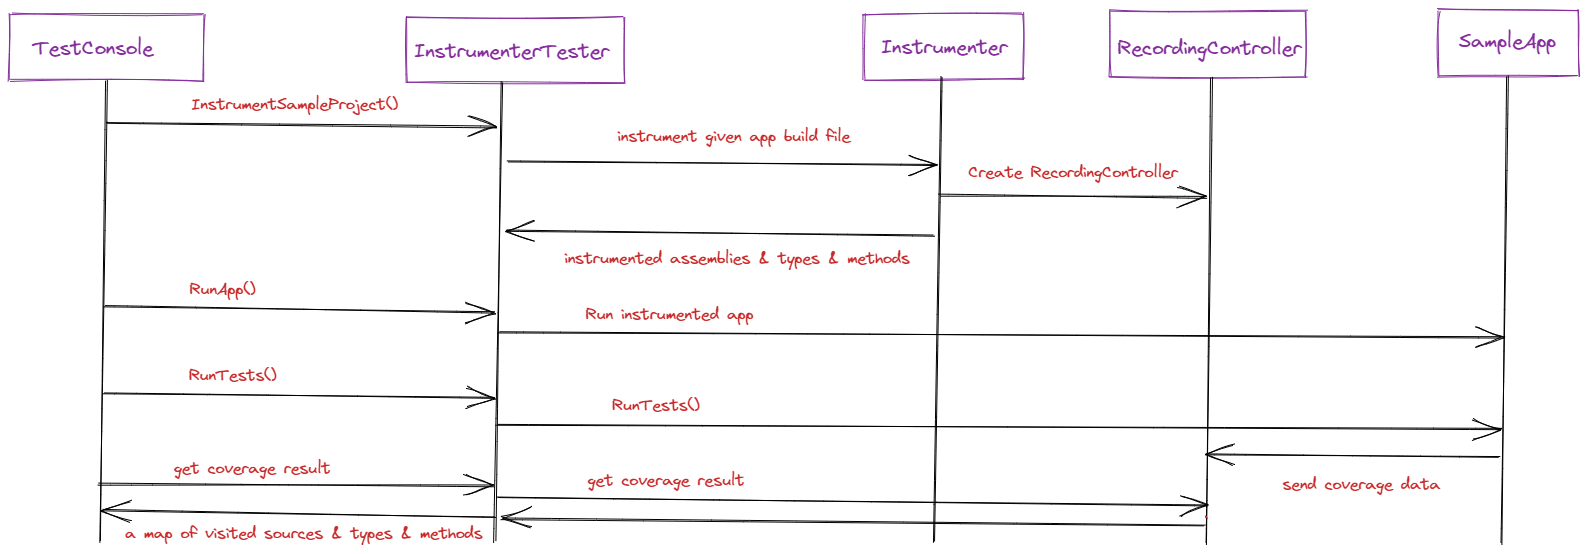 TestConsole
InstrumenterTester
Instrumenter
RecordingController
SampleApp
InstrumentSampleProject()
instrument given app build file
Create RecordingController
instrumented assemblies & types & methods
RunApp()
Run instrumented app
RunTests()
RunTests()
get coverage result
get coverage result
send coverage data
a map of visited sources & types & methods